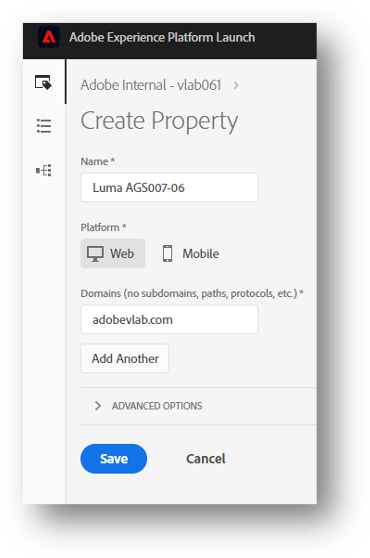 Adobe Experience Platform Launch
Adobe Internal - vlab061 >
Create Property
Name *
Luma AGS007-06
Platform *
Web Mobile
Domains (no subdomains, paths, protocols, etc.) *
adobevlab.com
Add Another
> ADVANCED OPTIONS
Save Cancel